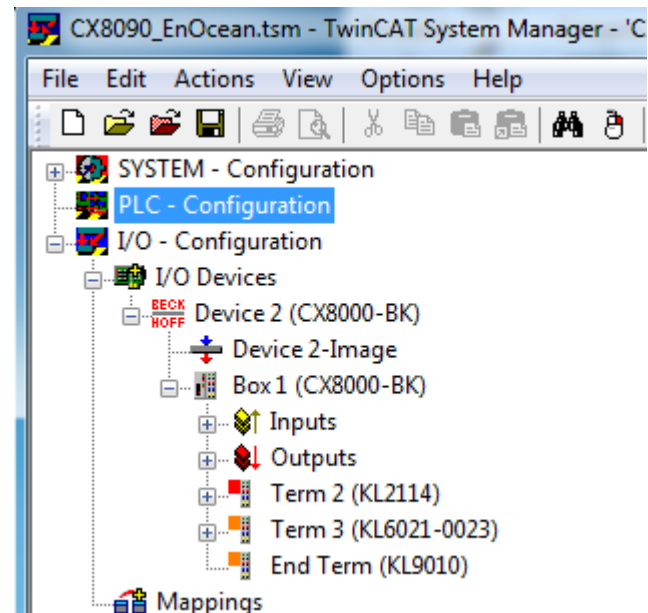 CX8090_EnOcean.tsm - TwinCAT System Manager - 'C
File Edit Actions View Options Help
SYSTEM - Configuration
PLC - Configuration
I/O - Configuration
I/O Devices
BECK
HOFF Device 2 (CX8000-BK)
Device 2-Image
Box 1 (CX8000-BK)
Inputs
Outputs
Term 2 (KL2114)
Term 3 (KL6021-0023)
End Term (KL9010)
Mappings